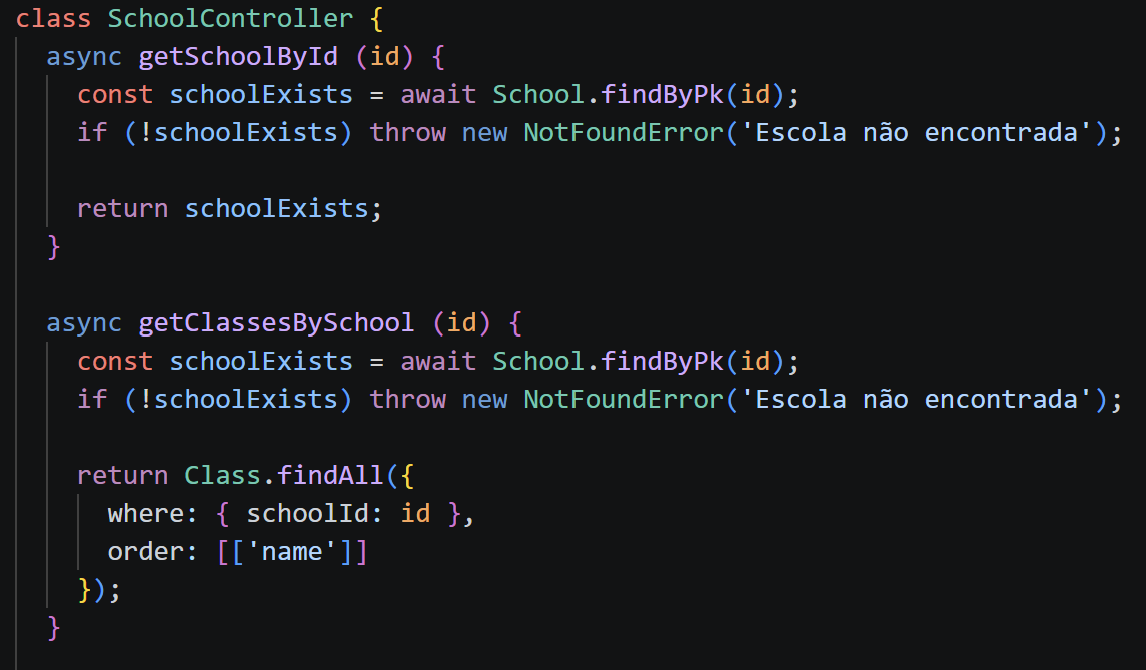 class SchoolController {
  async getSchoolById (id) {
    const schoolExists = await School.findByPk(id);
    if (!schoolExists) throw new NotFoundError('Escola não encontrada');

    return schoolExists;
  }

  async getClassesBySchool (id) {
    const schoolExists = await School.findByPk(id);
    if (!schoolExists) throw new NotFoundError('Escola não encontrada');

    return Class.findAll({
      where: { schoolId: id },
      order: [['name']]
    });
  }